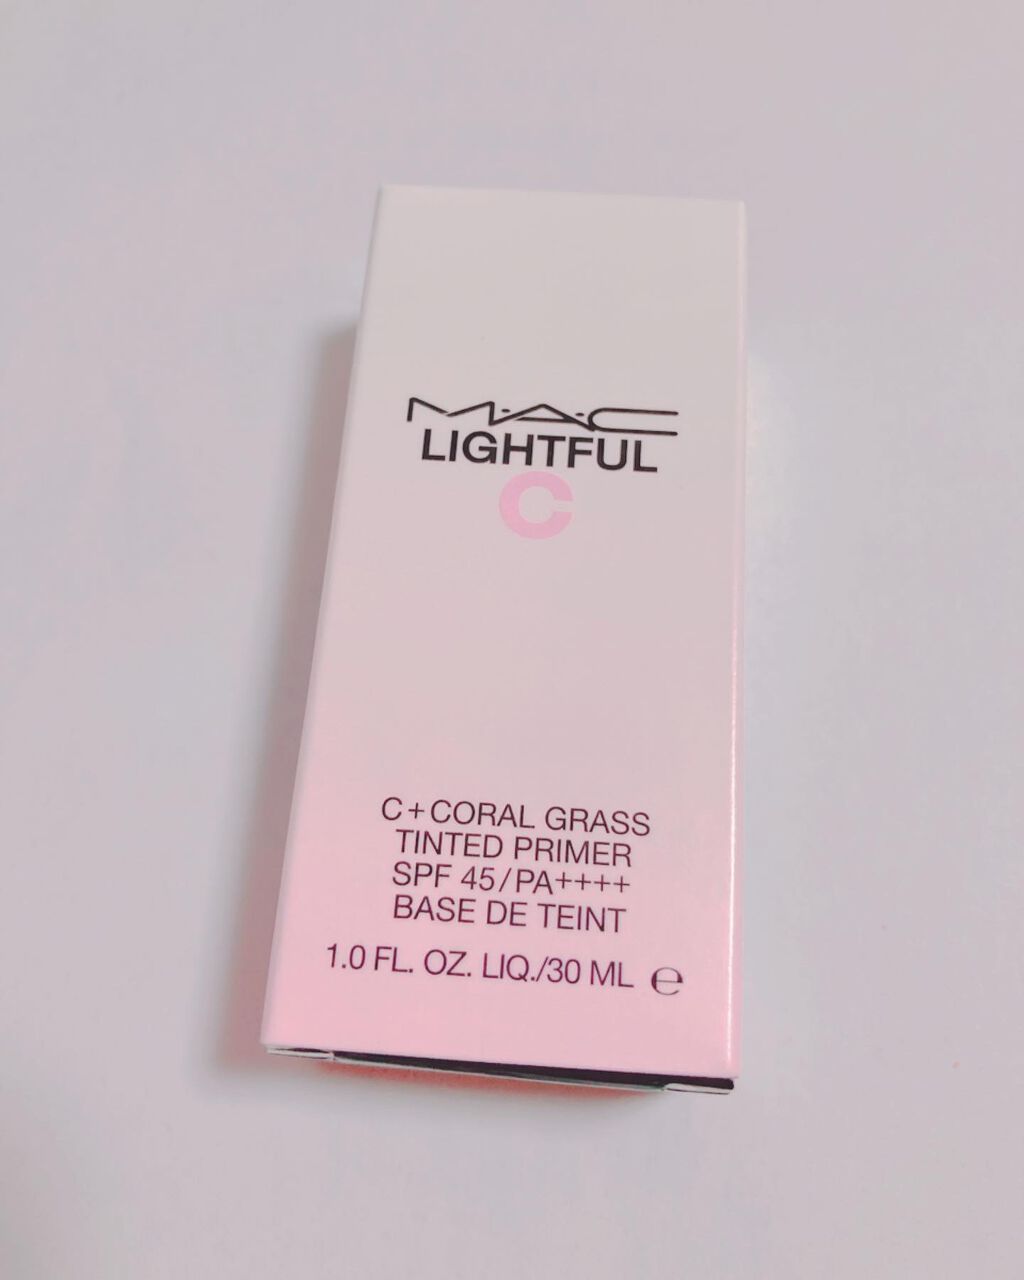 M·A·C
LIGHTFUL
C
C+CORAL GRASS
TINTED PRIMER
SPF 45/PA++++
BASE DE TEINT
1.0 FL. OZ. LIQ./30 ML ℮